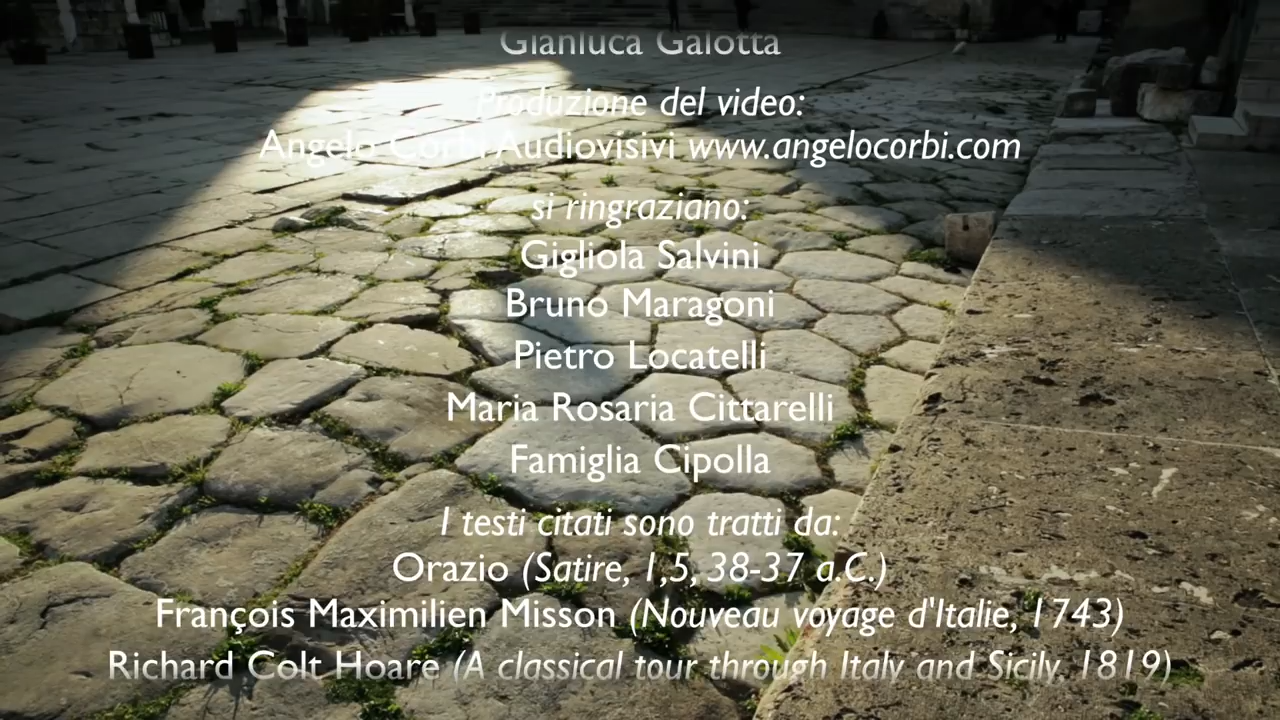 Gianluca Galotta
Produzione del video:
Angelo Corbi Audiovisivi www.angelocorbi.com
si ringraziano:
Gigliola Salvini
Bruno Maragoni
Pietro Locatelli
Maria Rosaria Cittarelli
Famiglia Cipolla
I testi citati sono tratti da:
Orazio (Satire, 1,5, 38-37 a.C.)
François Maximilien Misson (Nouveau voyage d'Italie, 1743)
Richard Colt Hoare (A classical tour through Italy and Sicily, 1819)